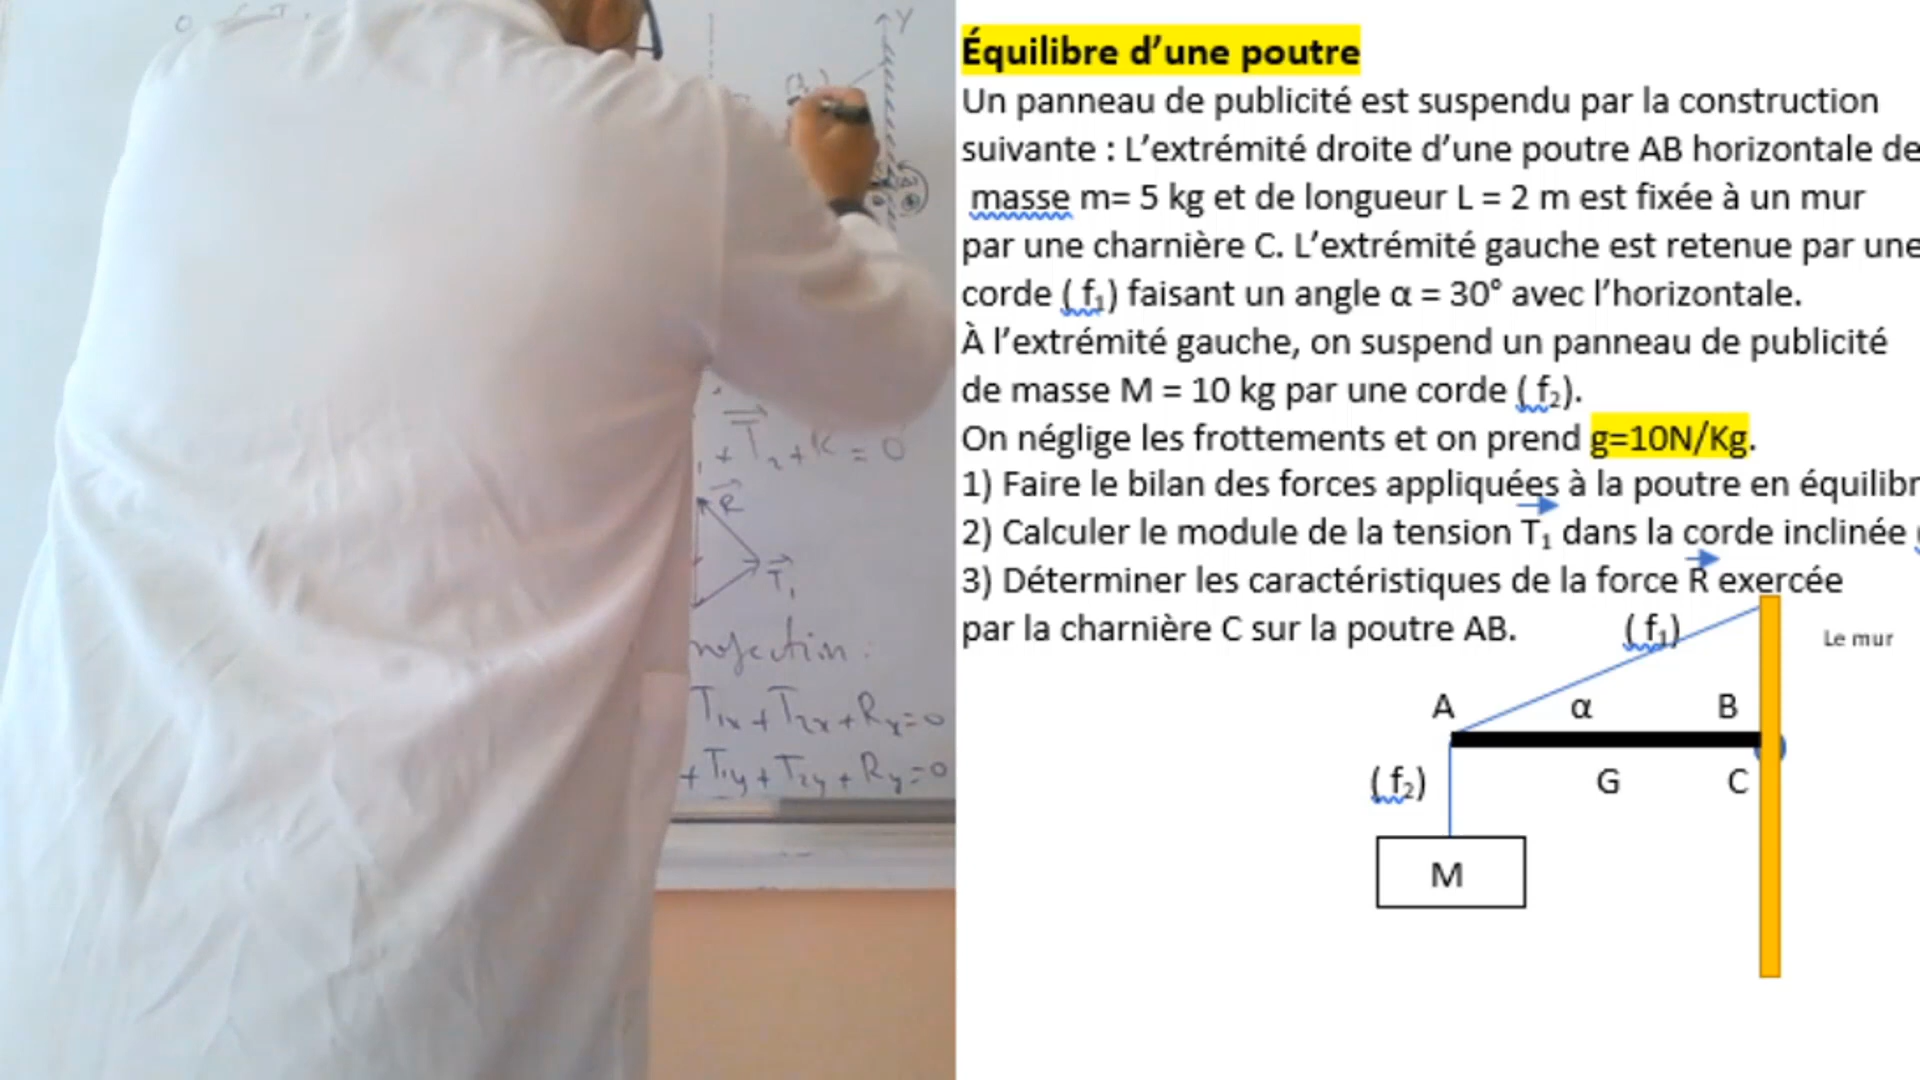 Y
+ T₂ + R = 0
R
T₁
T₁ₓ + T₂ₓ + Rₓ = 0
+ T₁y + T₂y + Ry = 0
Équilibre d’une poutre
Un panneau de publicité est suspendu par la construction
suivante : L’extrémité droite d’une poutre AB horizontale de
masse m= 5 kg et de longueur L = 2 m est fixée à un mur
par une charnière C. L’extrémité gauche est retenue par une
corde ( f₁) faisant un angle α = 30° avec l’horizontale.
À l’extrémité gauche, on suspend un panneau de publicité
de masse M = 10 kg par une corde ( f₂).
On néglige les frottements et on prend g=10N/Kg.
1) Faire le bilan des forces appliquées à la poutre en équilibr
2) Calculer le module de la tension T₁ dans la corde inclinée
3) Déterminer les caractéristiques de la force R exercée
par la charnière C sur la poutre AB.
( f₁)
Le mur
A
α
B
( f₂)
G
C
M